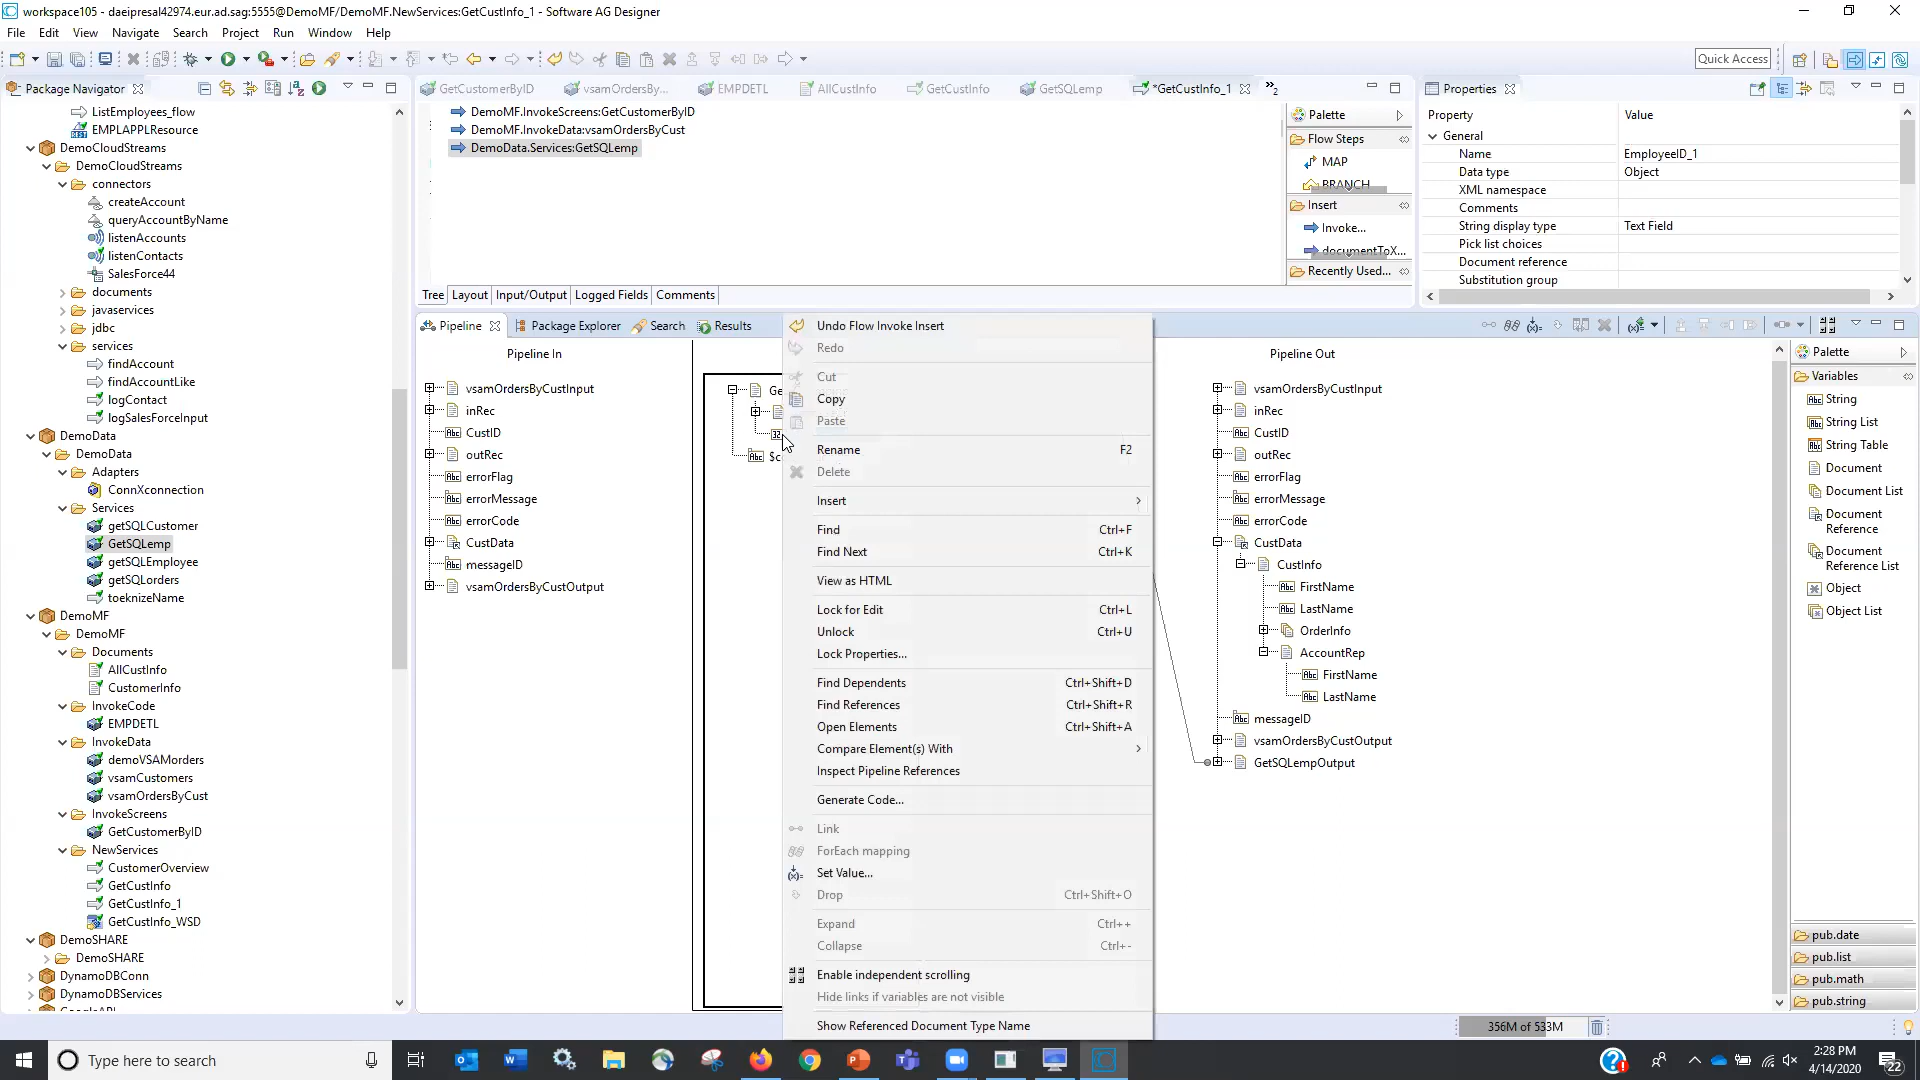 workspace105 - daeipresal42974.eur.ad.sag:5555@DemoMF/DemoMF.NewServices:GetCustInfo_1 - Software AG Designer
File Edit View Navigate Search Project Run Window Help
Quick Access
Package Navigator
ListEmployees_flow
EMPLAPPLResource
DemoCloudStreams
DemoCloudStreams
connectors
createAccount
queryAccountByName
listenAccounts
listenContacts
SalesForce44
documents
javaservices
jdbc
services
findAccount
findAccountLike
logContact
logSalesForceInput
DemoData
DemoData
Adapters
ConnXconnection
Services
getSQLCustomer
GetSQLemp
getSQLEmployee
getSQLorders
toeknizeName
DemoMF
DemoMF
Documents
AllCustInfo
CustomerInfo
InvokeCode
EMPDETL
InvokeData
demoVSAMorders
vsamCustomers
vsamOrdersByCust
InvokeScreens
GetCustomerByID
NewServices
CustomerOverview
GetCustInfo
GetCustInfo_1
GetCustInfo_WSD
DemoSHARE
DemoSHARE
DynamoDBConn
DynamoDBServices
GetCustomerByID vsamOrdersBy... EMPDETL AllCustInfo GetCustInfo GetSQLemp *GetCustInfo_1 »2
DemoMF.InvokeScreens:GetCustomerByID
DemoMF.InvokeData:vsamOrdersByCust
DemoData.Services:GetSQLemp
Palette
Flow Steps
MAP
BRANCH
Insert
Invoke...
documentToX...
Recently Used...
Tree Layout Input/Output Logged Fields Comments
Properties
Property Value
General
Name EmployeeID_1
Data type Object
XML namespace
Comments
String display type Text Field
Pick list choices
Document reference
Substitution group
Pipeline Package Explorer Search Results
Pipeline In
vsamOrdersByCustInput
inRec
CustID
outRec
errorFlag
errorMessage
errorCode
CustData
messageID
vsamOrdersByCustOutput
Ge
$c
Undo Flow Invoke Insert
Redo
Cut
Copy
Paste
Rename F2
Delete
Insert
Find Ctrl+F
Find Next Ctrl+K
View as HTML
Lock for Edit Ctrl+L
Unlock Ctrl+U
Lock Properties...
Find Dependents Ctrl+Shift+D
Find References Ctrl+Shift+R
Open Elements Ctrl+Shift+A
Compare Element(s) With
Inspect Pipeline References
Generate Code...
Link
ForEach mapping
Set Value...
Drop Ctrl+Shift+O
Expand Ctrl++
Collapse Ctrl+-
Enable independent scrolling
Hide links if variables are not visible
Show Referenced Document Type Name
Pipeline Out
vsamOrdersByCustInput
inRec
CustID
outRec
errorFlag
errorMessage
errorCode
CustData
CustInfo
FirstName
LastName
OrderInfo
AccountRep
FirstName
LastName
messageID
vsamOrdersByCustOutput
GetSQLempOutput
Palette
Variables
String
String List
String Table
Document
Document List
Document
Reference
Document
Reference List
Object
Object List
pub.date
pub.list
pub.math
pub.string
356M of 533M
Type here to search
2:28 PM
4/14/2020
22